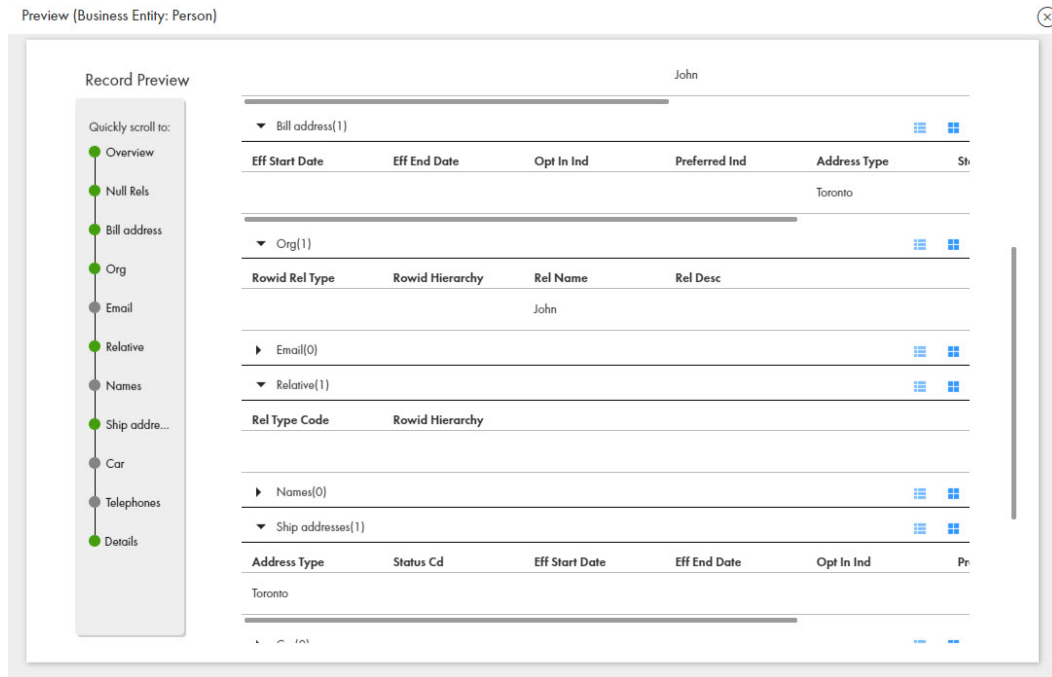 Preview (Business Entity: Person)
Record Preview
Quickly scroll to:
Overview
Null Rels
Bill address
Org
Email
Relative
Names
Ship addre...
Car
Telephones
Details
John
Bill address(1)
Eff Start Date Eff End Date Opt In Ind Preferred Ind Address Type
Toronto
Org(1)
Rowid Rel Type Rowid Hierarchy Rel Name Rel Desc
John
Email(0)
Relative(1)
Rel Type Code Rowid Hierarchy
Names(0)
Ship addresses(1)
Address Type Status Cd Eff Start Date Eff End Date Opt In Ind
Toronto